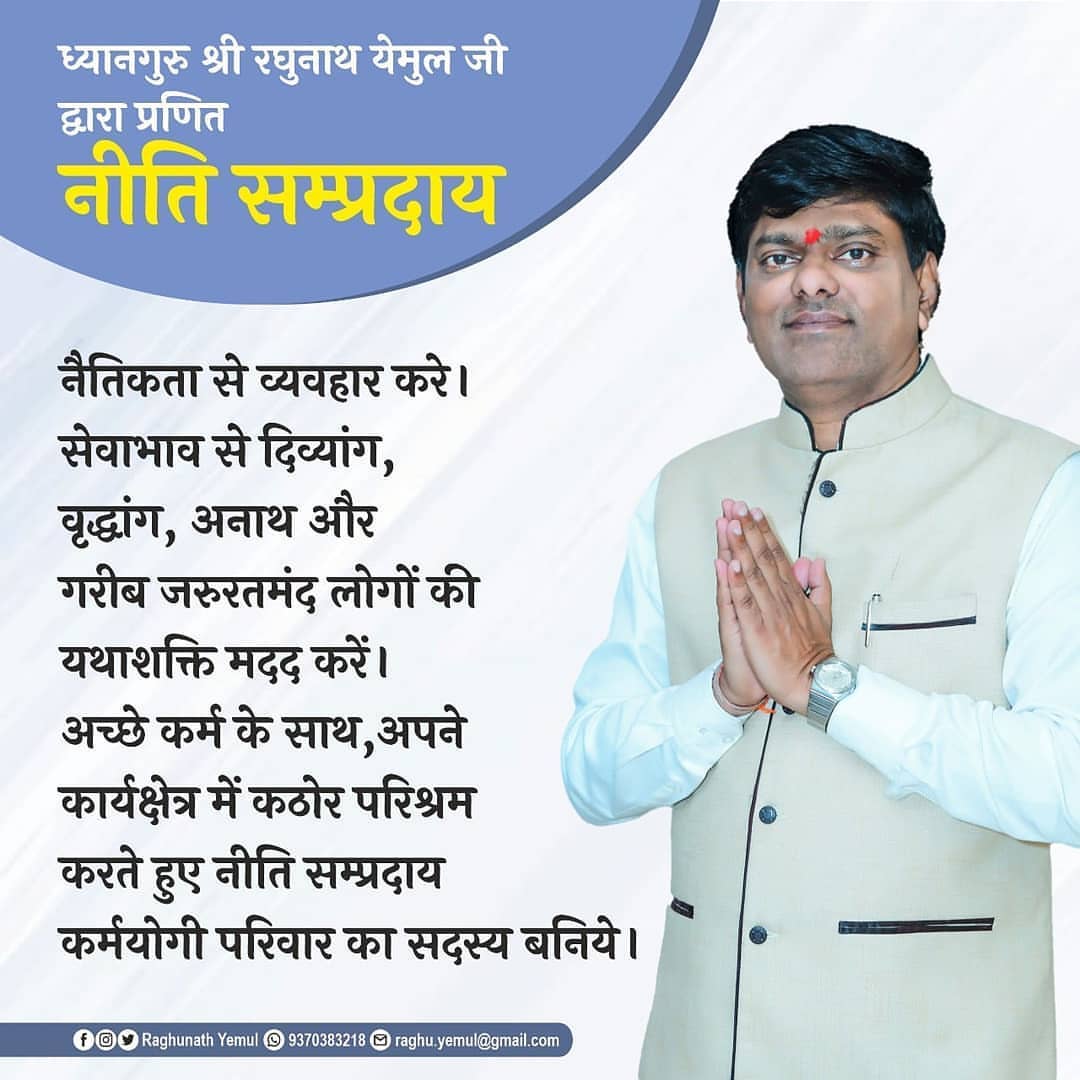 ध्यानगुरु श्री रघुनाथ येमुल जी
द्वारा प्रणित
नीति सम्प्रदाय
नैतिकता से व्यवहार करे।
सेवाभाव से दिव्यांग,
वृद्धांग, अनाथ और
गरीब जरुरतमंद लोगों की
यथाशक्ति मदद करें।
अच्छे कर्म के साथ,अपने
कार्यक्षेत्र में कठोर परिश्रम
करते हुए नीति सम्प्रदाय
कर्मयोगी परिवार का सदस्य बनिये।
Raghunath Yemul 9370383218 raghu.yemul@gmail.com